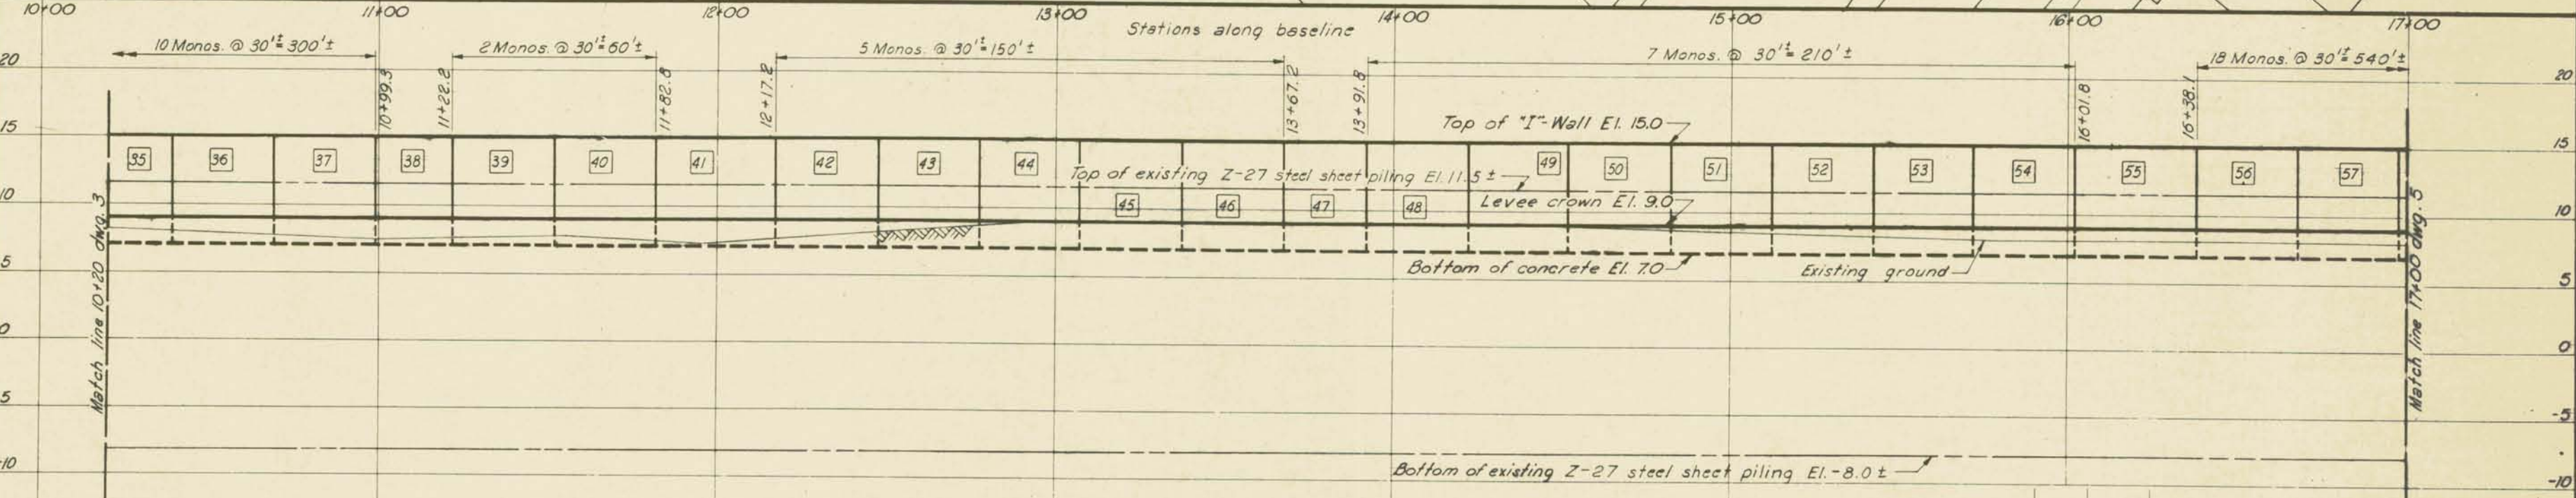 10+00 11+00 12+00 13+00 14+00 15+00 16+00 17+00
Stations along baseline
10 Monos. @ 30'±=300'±
2 Monos. @ 30'±=60'±
5 Monos. @ 30'±=150'±
7 Monos. @ 30'±=210'±
18 Monos. @ 30'±=540'±
20 20
10+99.3
11+22.8
11+82.8
12+17.2
13+67.2
13+91.8
16+01.8
16+38.1
Top of "I"-Wall El. 15.0
15 15
35 36 37 38 39 40 41 42 43 44 49 50 51 52 53 54 55 56 57
Top of existing Z-27 steel sheet piling El. 11.5 ±
45 46 47 48
Levee crown El. 9.0
10 10
Bottom of concrete El. 7.0
Existing ground
5 5
Match line 10+20 dwg. 3
Match line 17+00 dwg. 5
0 0
5 -5
Bottom of existing Z-27 steel sheet piling El.-8.0 ±
-10 -10